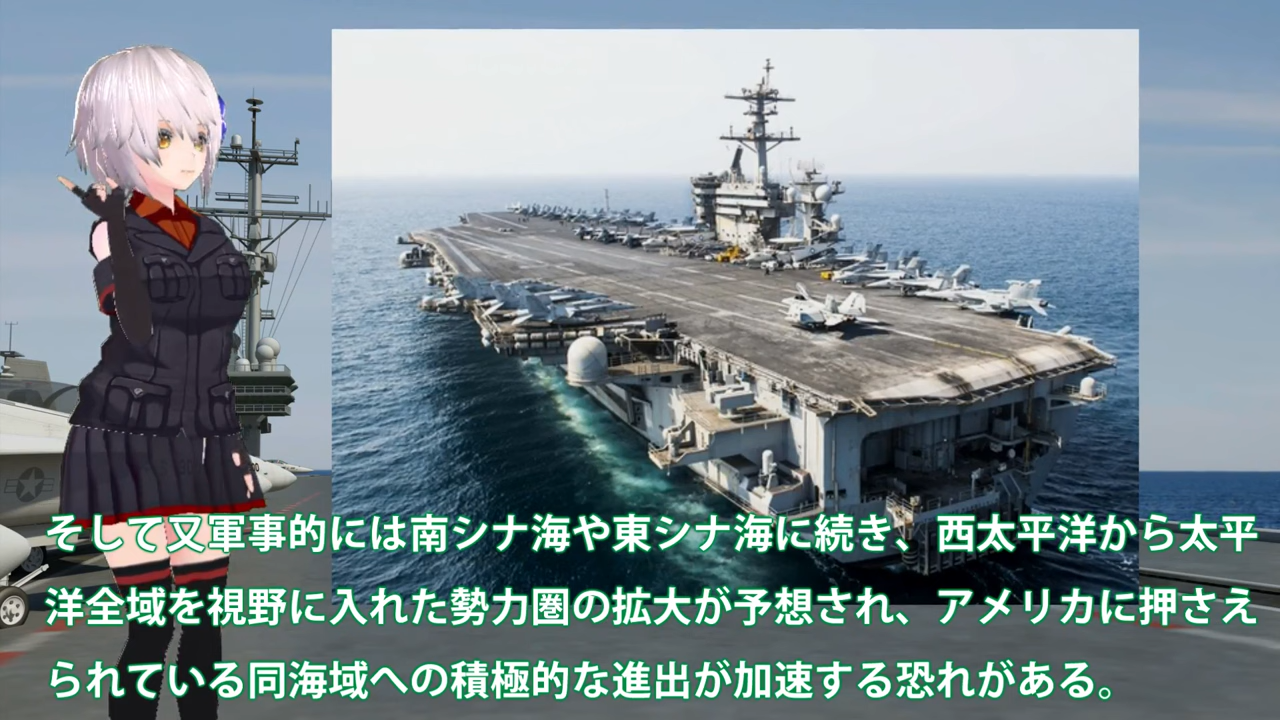 そして又軍事的には南シナ海や東シナ海に続き、西太平洋から太平
洋全域を視野に入れた勢力圏の拡大が予想され、アメリカに押さえ
られている同海域への積極的な進出が加速する恐れがある。